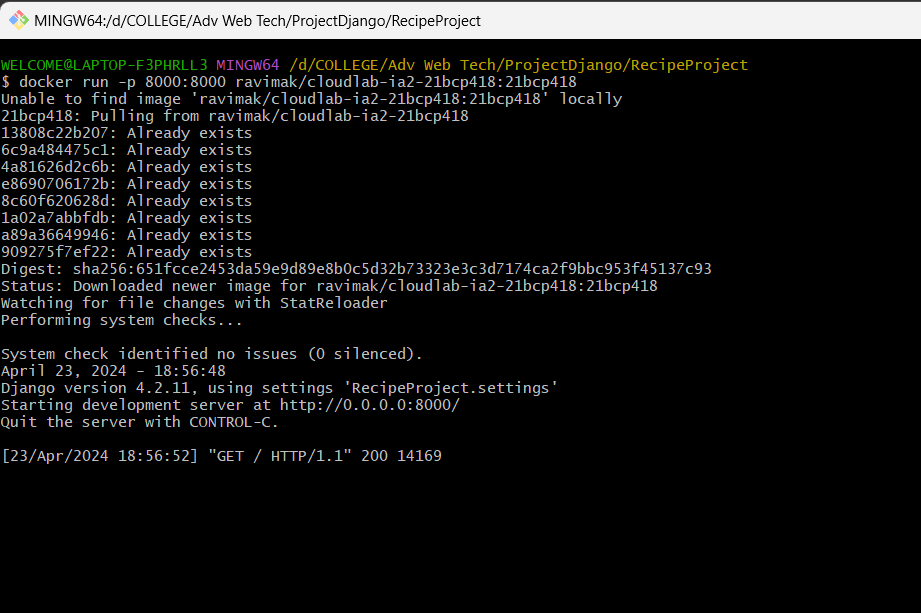 MINGW64:/d/COLLEGE/Adv Web Tech/ProjectDjango/RecipeProject
WELCOME@LAPTOP-F3PHRLL3 MINGW64 /d/COLLEGE/Adv Web Tech/ProjectDjango/RecipeProject
$ docker run -p 8000:8000 ravimak/cloudlab-ia2-21bcp418:21bcp418
Unable to find image 'ravimak/cloudlab-ia2-21bcp418:21bcp418' locally
21bcp418: Pulling from ravimak/cloudlab-ia2-21bcp418
13808c22b207: Already exists
6c9a484475c1: Already exists
4a81626d2c6b: Already exists
e8690706172b: Already exists
8c60f620628d: Already exists
1a02a7abbfdb: Already exists
a89a36649946: Already exists
909275f7ef22: Already exists
Digest: sha256:651fcce2453da59e9d89e8b0c5d32b73323e3c3d7174ca2f9bbc953f45137c93
Status: Downloaded newer image for ravimak/cloudlab-ia2-21bcp418:21bcp418
Watching for file changes with StatReloader
Performing system checks...
System check identified no issues (0 silenced).
April 23, 2024 - 18:56:48
Django version 4.2.11, using settings 'RecipeProject.settings'
Starting development server at http://0.0.0.0:8000/
Quit the server with CONTROL-C.
[23/Apr/2024 18:56:52] "GET / HTTP/1.1" 200 14169